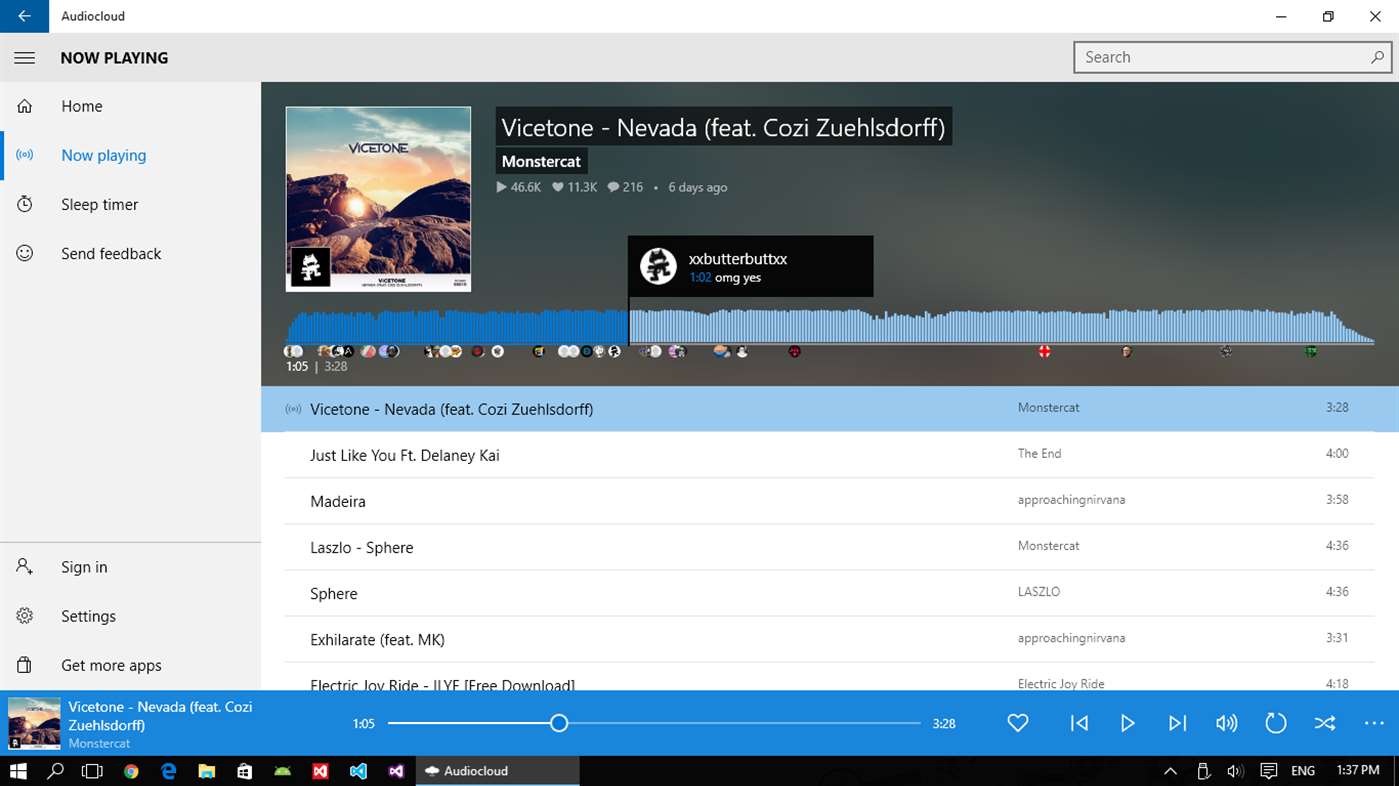 Audiocloud
NOW PLAYING
Search
Home
Now playing
Sleep timer
Send feedback
Sign in
Settings
Get more apps
VICETONE
VICETONE
Vicetone - Nevada (feat. Cozi Zuehlsdorff)
Monstercat
46.6K 11.3K 216 • 6 days ago
xxbutterbuttxx
1:02 omg yes
1:05 | 3:28
Vicetone - Nevada (feat. Cozi Zuehlsdorff) Monstercat 3:28
Just Like You Ft. Delaney Kai The End 4:00
Madeira approachingnirvana 3:58
Laszlo - Sphere Monstercat 4:36
Sphere LASZLO 4:36
Exhilarate (feat. MK) approachingnirvana 3:31
Electric Joy Ride - ILYF [Free Download] Electric Joy Ride 4:18
Vicetone - Nevada (feat. Cozi
Zuehlsdorff)
Monstercat
1:05 3:28
Audiocloud
ENG 1:37 PM